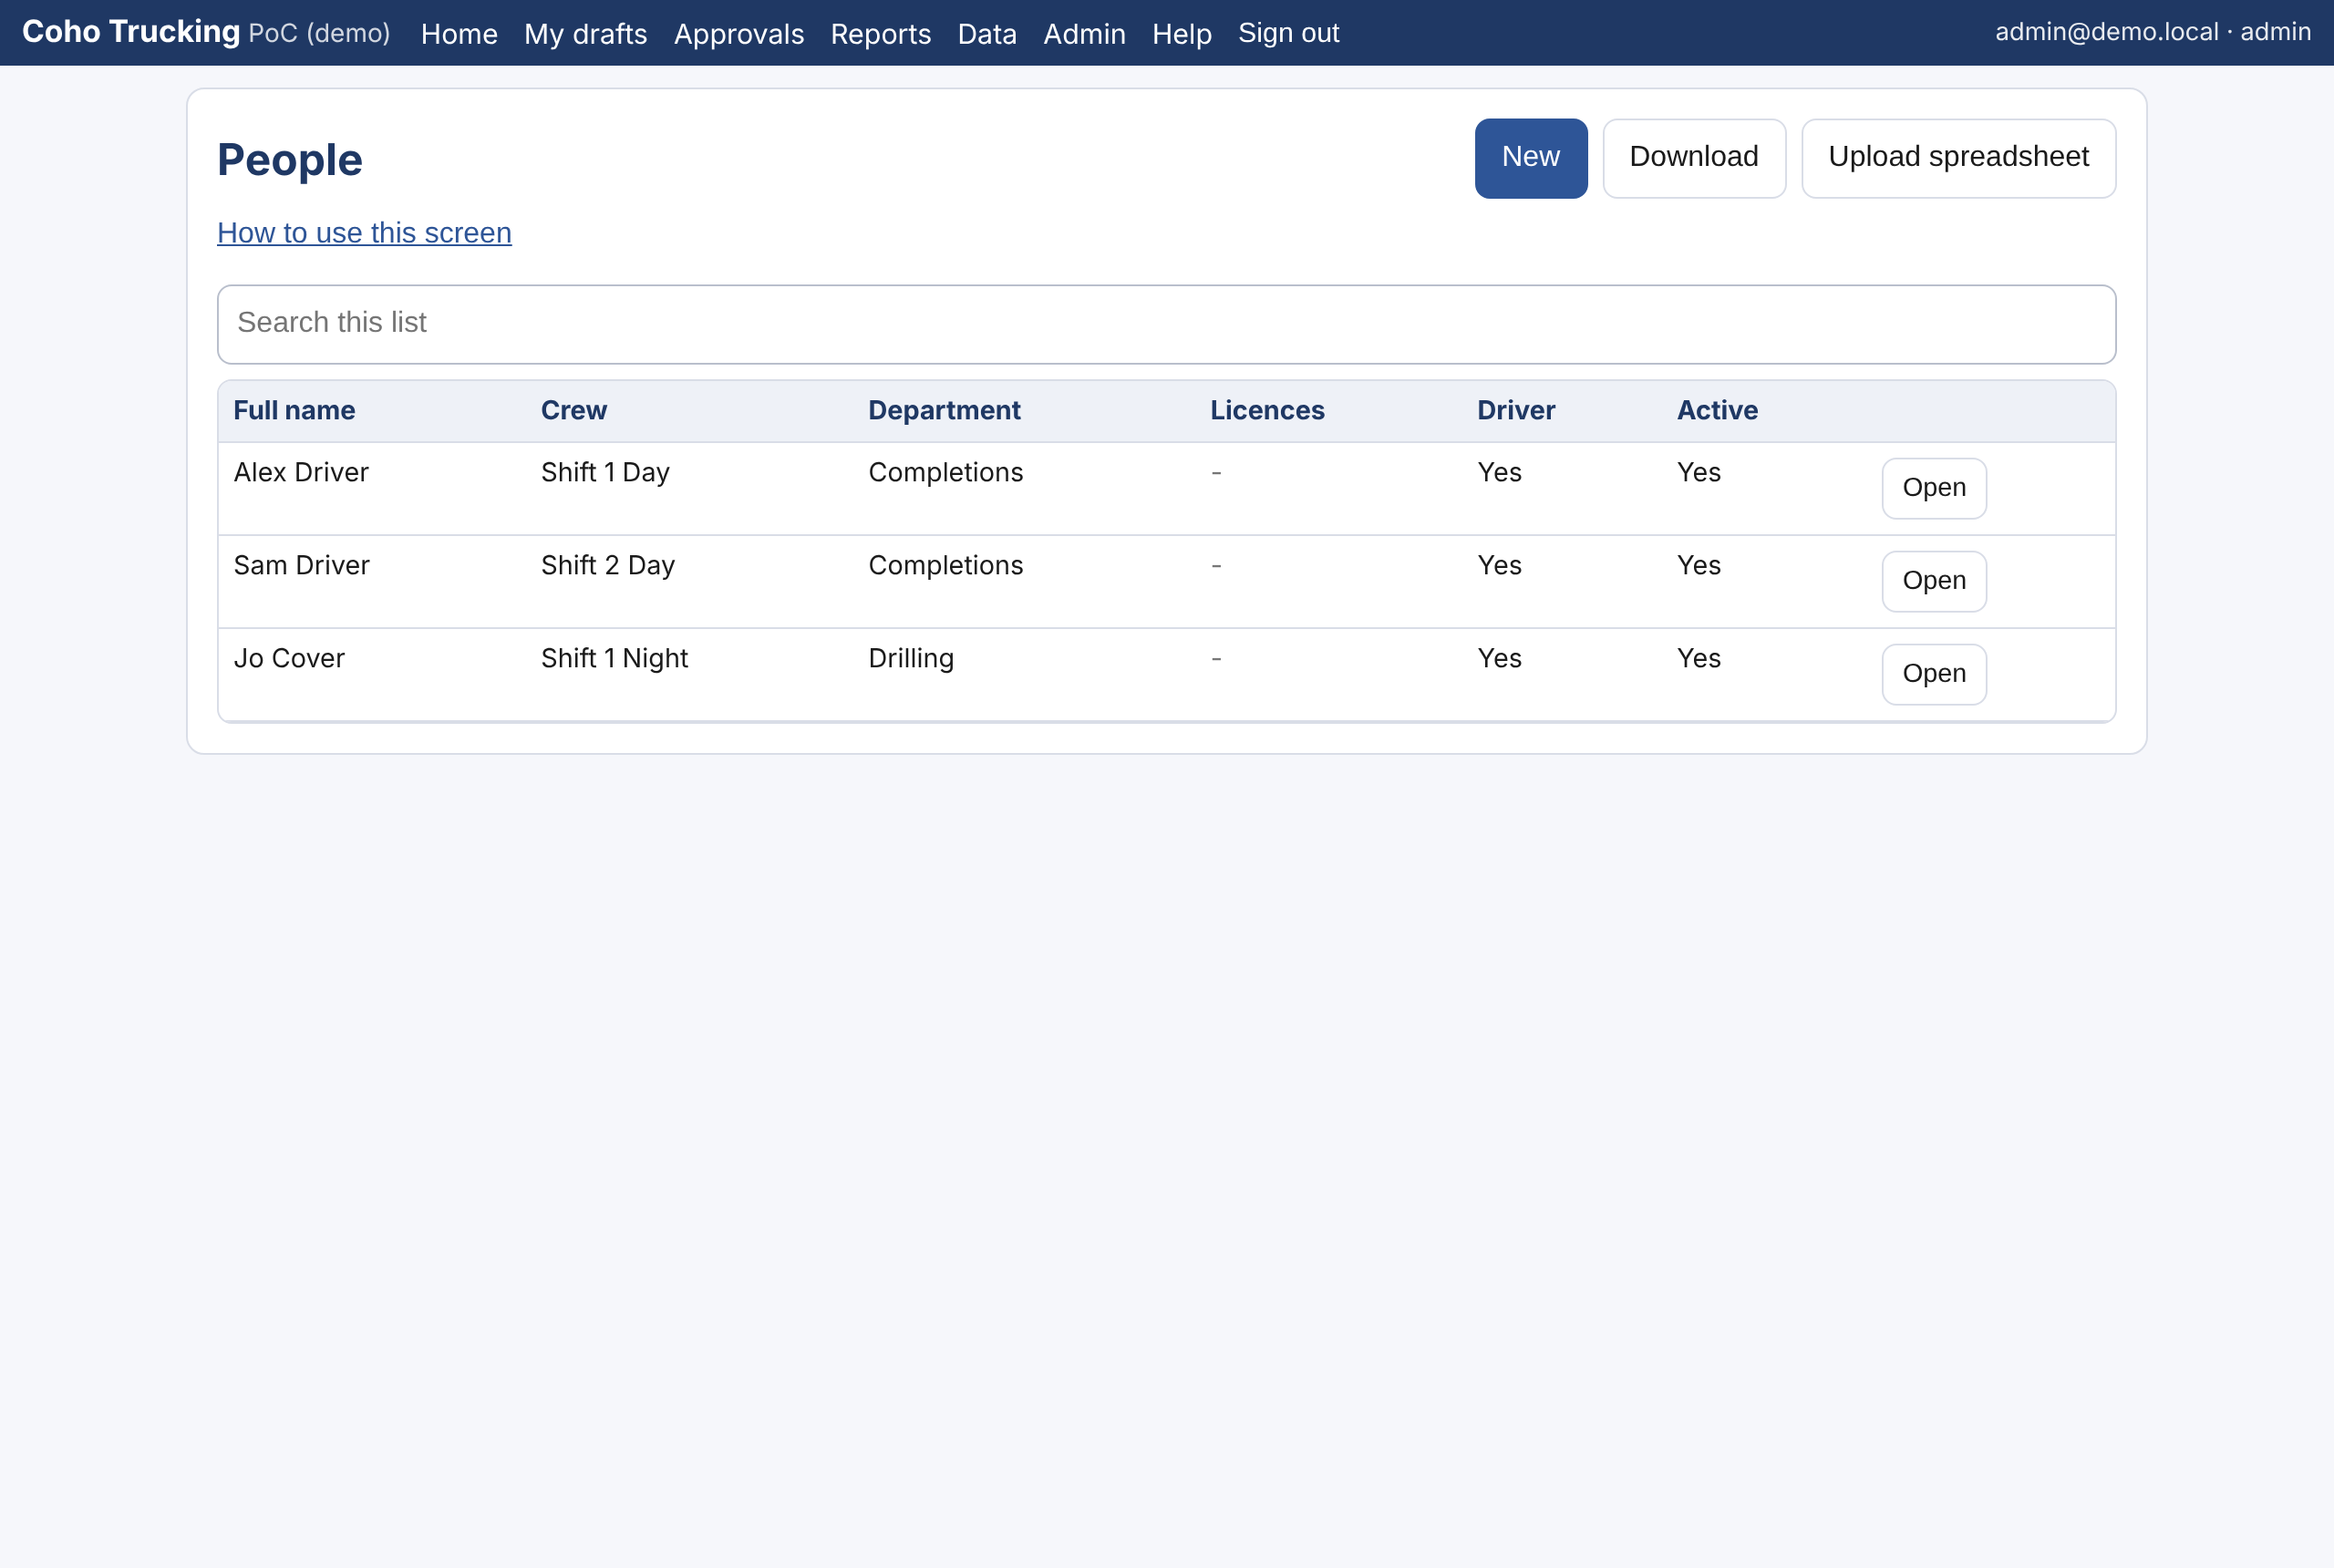 Coho Trucking PoC (demo) Home My drafts Approvals Reports Data Admin Help Sign out admin@demo.local · admin
People New Download Upload spreadsheet
How to use this screen
Search this list
Full name Crew Department Licences Driver Active
Alex Driver Shift 1 Day Completions - Yes Yes Open
Sam Driver Shift 2 Day Completions - Yes Yes Open
Jo Cover Shift 1 Night Drilling - Yes Yes Open